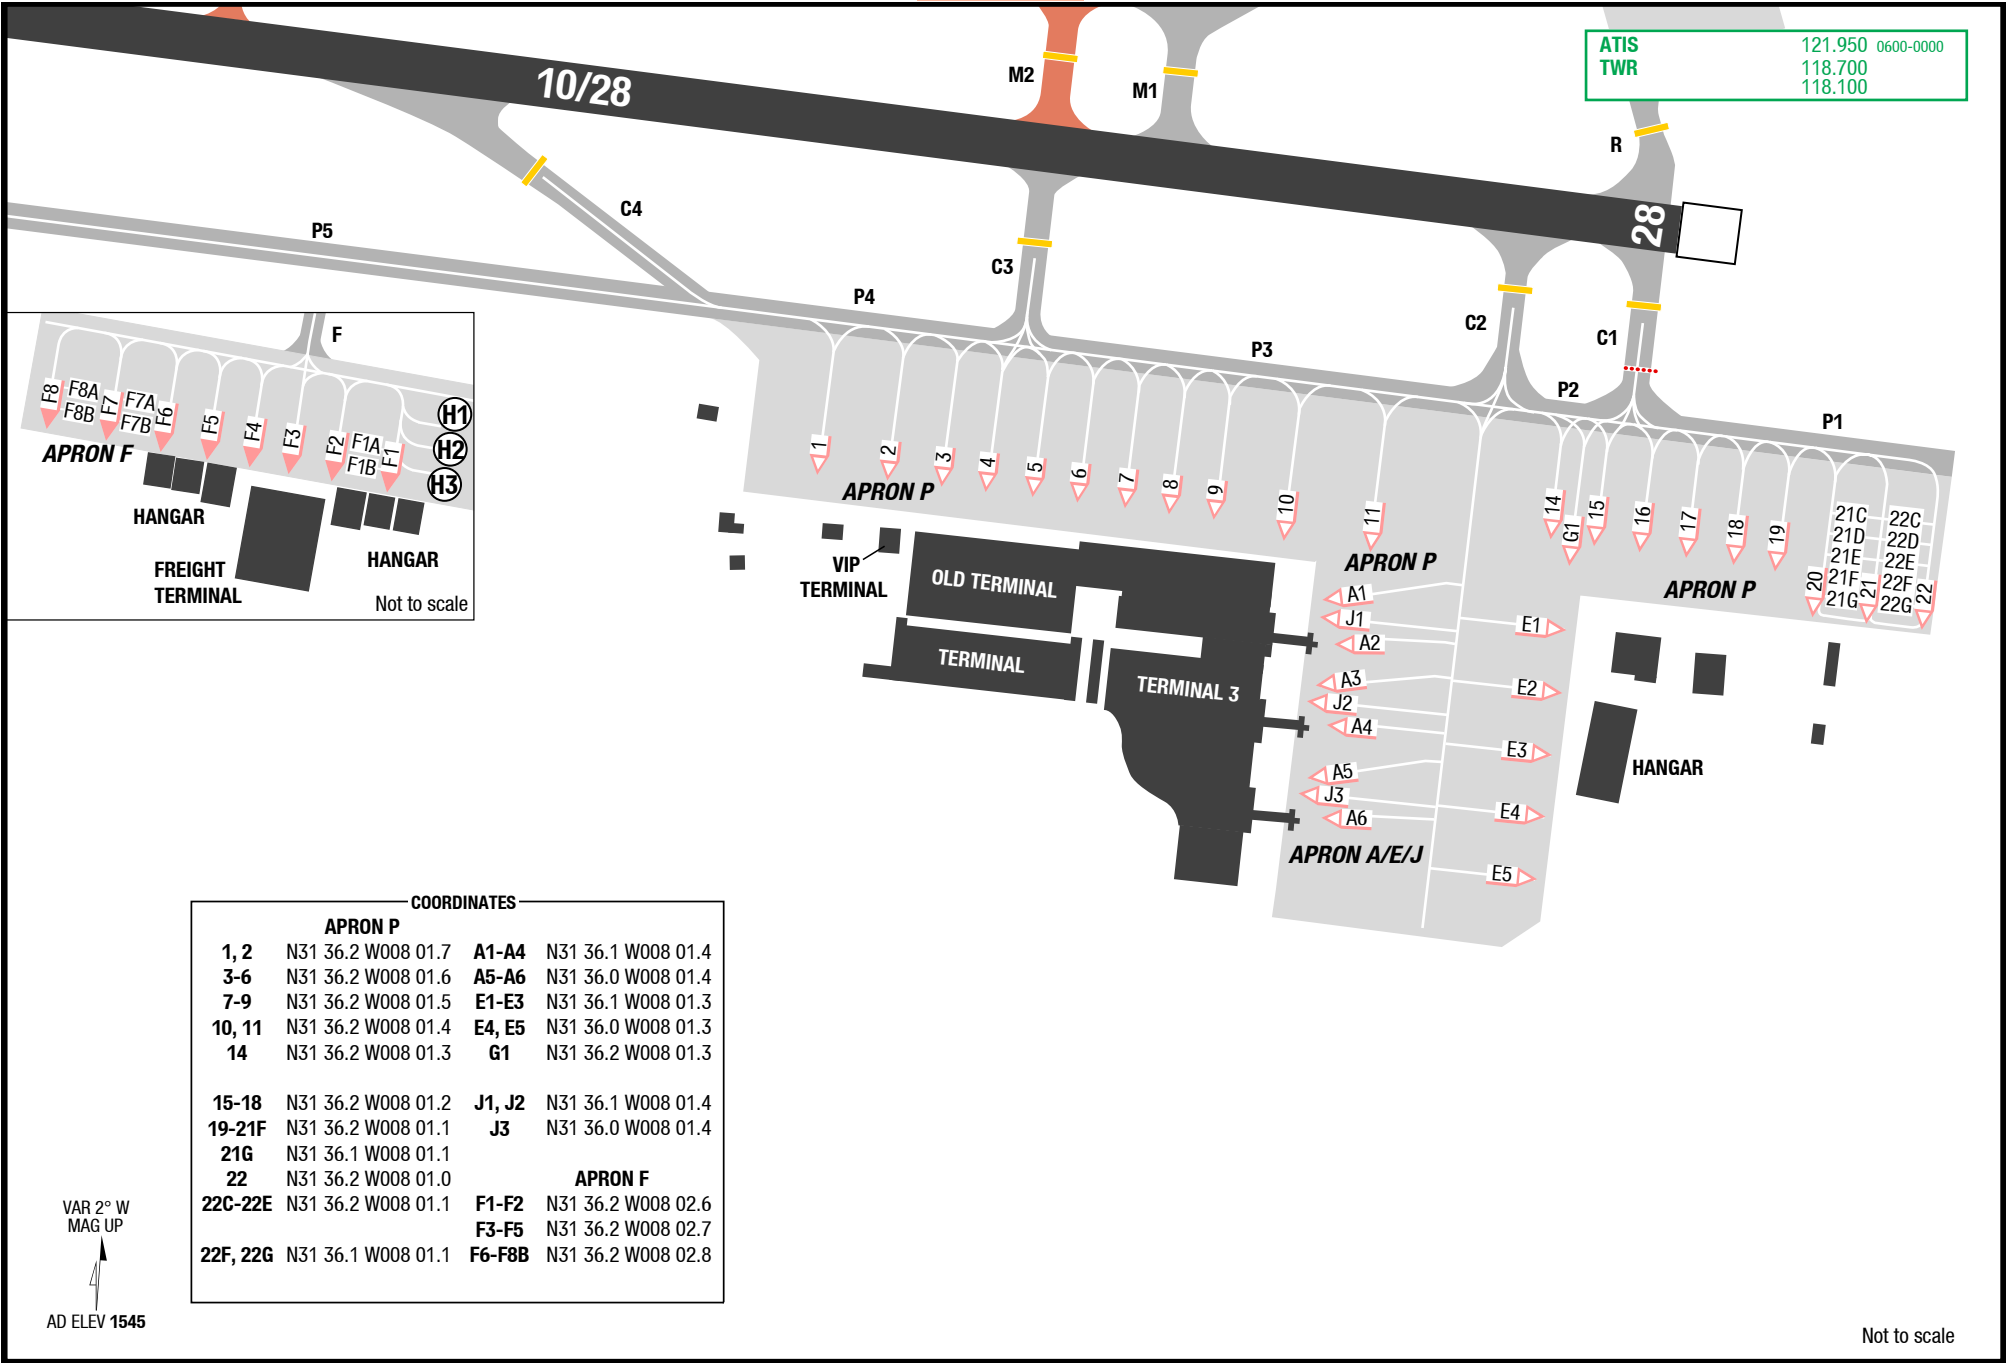 10/28
M2
M1
ATIS 121.950 0600-0000
TWR 118.700
118.100
R
C4
P5
28
C3
P4
C2
C1
P3
P2
P1
F
F8
F8A
F8B
F7
F7A
F7B
F6
F5
F4
F3
F2
F1A
F1B
F1
H1
H2
H3
APRON F
HANGAR
FREIGHT
TERMINAL
HANGAR
Not to scale
1
2
3
4
5
6
7
8
9
10
11
14
G1
15
16
17
18
19
20
21C
21D
21E
21F
21G
21
22C
22D
22E
22F
22G
22
APRON P
APRON P
APRON P
VIP
TERMINAL
OLD TERMINAL
TERMINAL
TERMINAL 3
A1
J1
A2
A3
J2
A4
A5
J3
A6
E1
E2
E3
E4
E5
APRON A/E/J
HANGAR
COORDINATES
APRON P
1, 2 N31 36.2 W008 01.7 A1-A4 N31 36.1 W008 01.4
3-6 N31 36.2 W008 01.6 A5-A6 N31 36.0 W008 01.4
7-9 N31 36.2 W008 01.5 E1-E3 N31 36.1 W008 01.3
10, 11 N31 36.2 W008 01.4 E4, E5 N31 36.0 W008 01.3
14 N31 36.2 W008 01.3 G1 N31 36.2 W008 01.3
15-18 N31 36.2 W008 01.2 J1, J2 N31 36.1 W008 01.4
19-21F N31 36.2 W008 01.1 J3 N31 36.0 W008 01.4
21G N31 36.1 W008 01.1
22 N31 36.2 W008 01.0 APRON F
22C-22E N31 36.2 W008 01.1 F1-F2 N31 36.2 W008 02.6
F3-F5 N31 36.2 W008 02.7
22F, 22G N31 36.1 W008 01.1 F6-F8B N31 36.2 W008 02.8
VAR 2° W
MAG UP
AD ELEV 1545
Not to scale